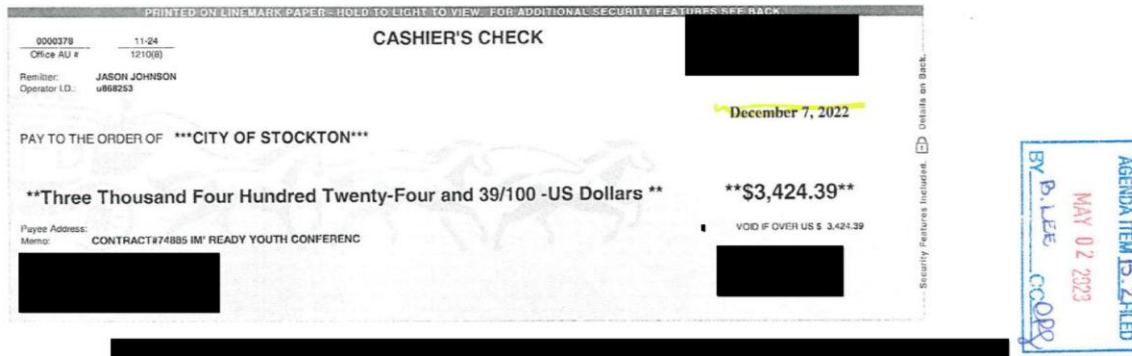 PRINTED ON LINEMARK PAPER - HOLD TO LIGHT TO VIEW. FOR ADDITIONAL SECURITY FEATURES SEE BACK.
0000378 11-24
Office AU # 1210(8)
CASHIER'S CHECK
Remitter: JASON JOHNSON
Operator I.D.: u868253
December 7, 2022
PAY TO THE ORDER OF ***CITY OF STOCKTON***
**Three Thousand Four Hundred Twenty-Four and 39/100 -US Dollars ** **$3,424.39**
Payee Address:
Memo: CONTRACT#74885 IM' READY YOUTH CONFERENC
VOID IF OVER US $ 3,424.39
Security Features Included. Details on Back.
AGENDA ITEM 15.2 FILED
MAY 02 2023
BY B. LEE CC